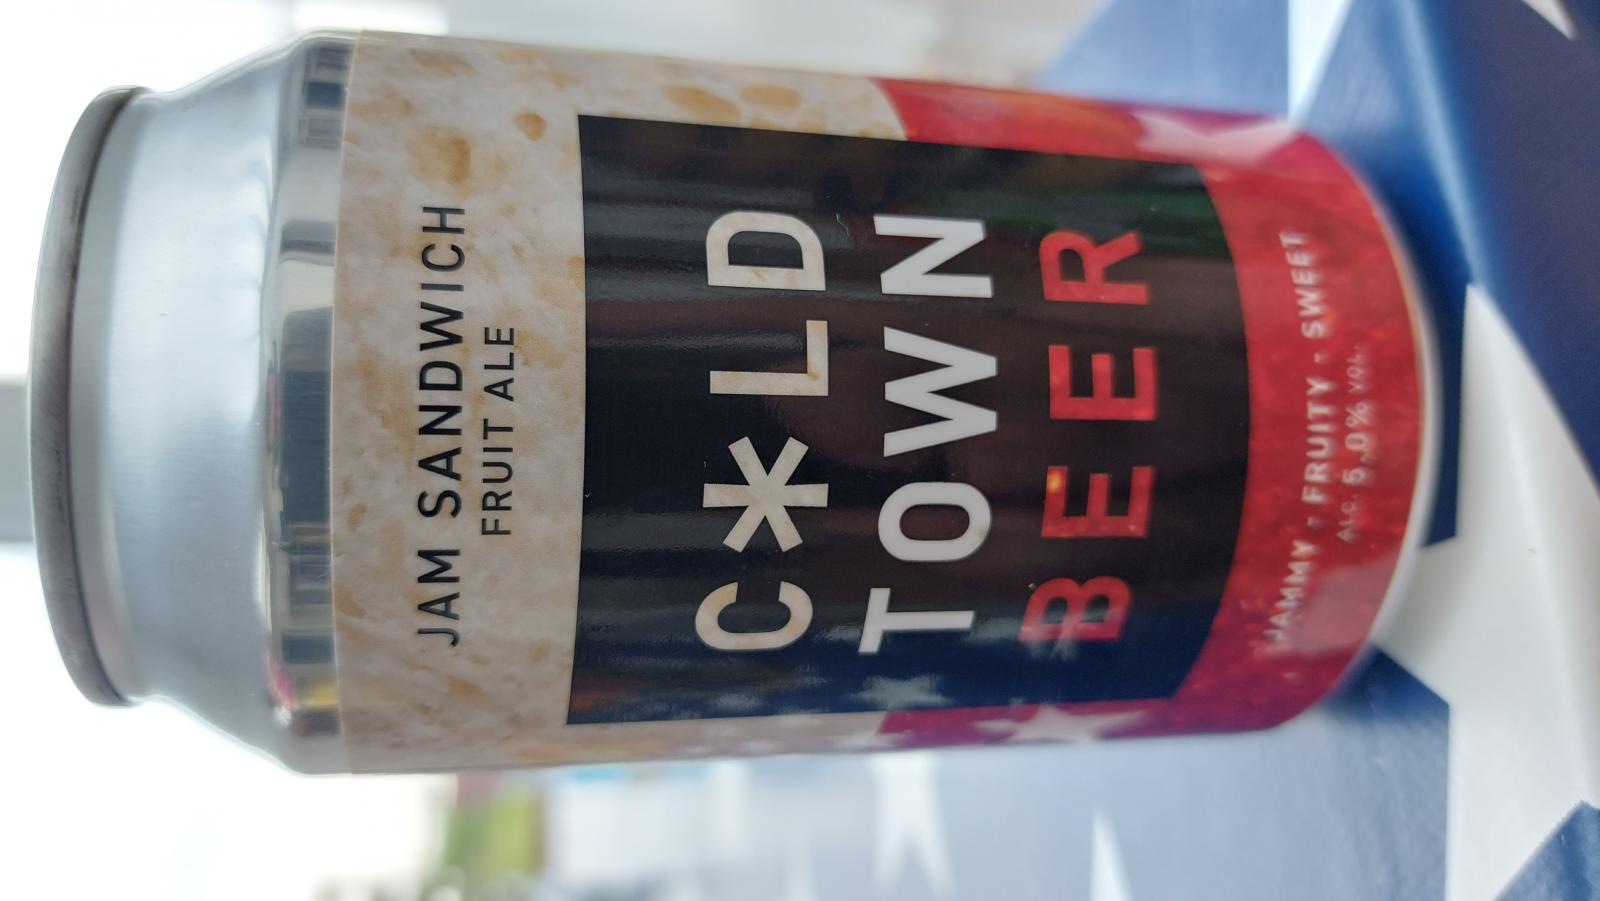 JAM SANDWICH
FRUIT ALE
C*LD
TOWN
BEER
JAMMY - FRUITY - SWEET
ALC. 5.0% VOL.